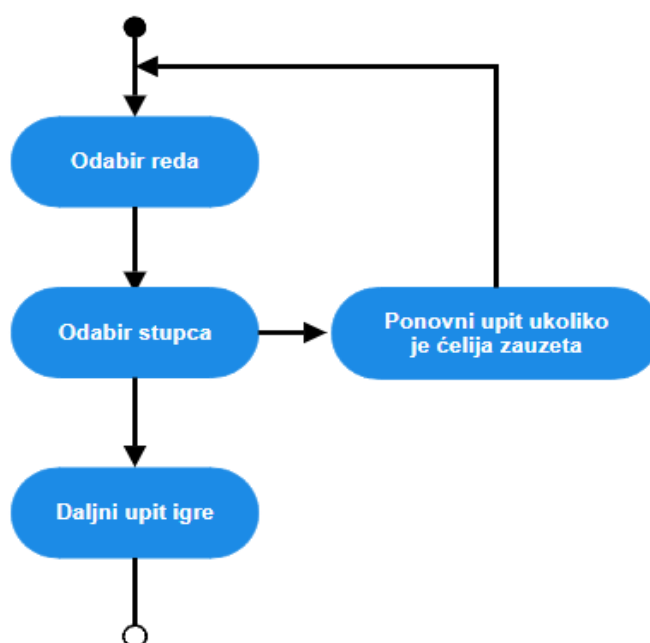 Odabir reda
Odabir stupca
Ponovni upit ukoliko
je ćelija zauzeta
Daljni upit igre